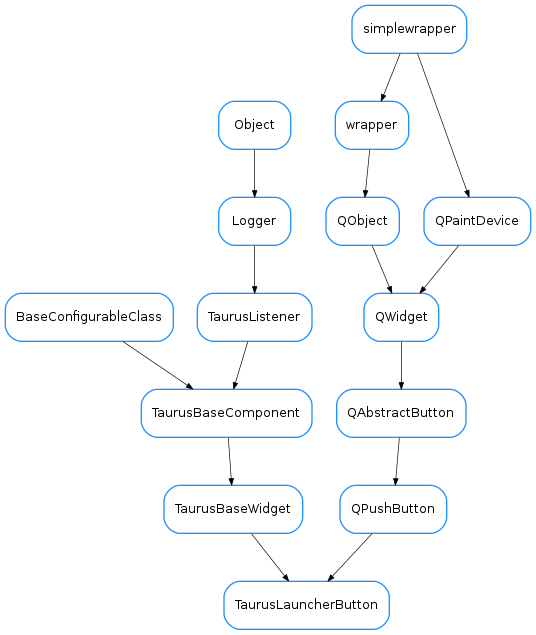 simplewrapper
Object
wrapper
Logger
QObject
QPaintDevice
BaseConfigurableClass
TaurusListener
QWidget
TaurusBaseComponent
QAbstractButton
TaurusBaseWidget
QPushButton
TaurusLauncherButton